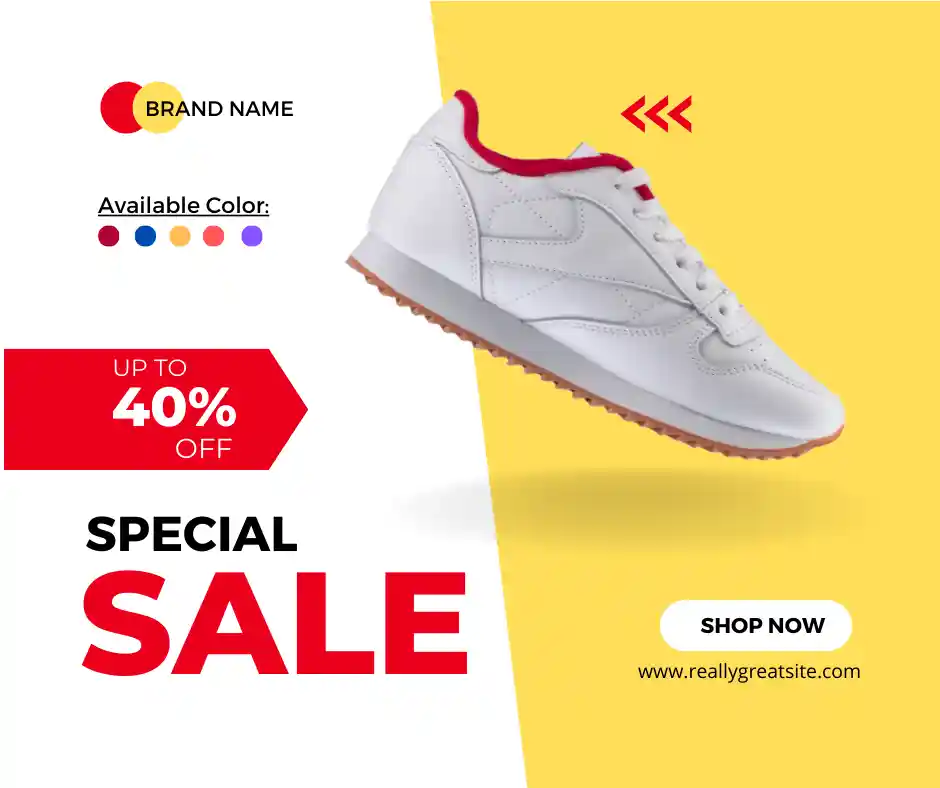 BRAND NAME
Available Color:
UP TO
40%
OFF
SPECIAL
SALE
SHOP NOW
www.reallygreatsite.com